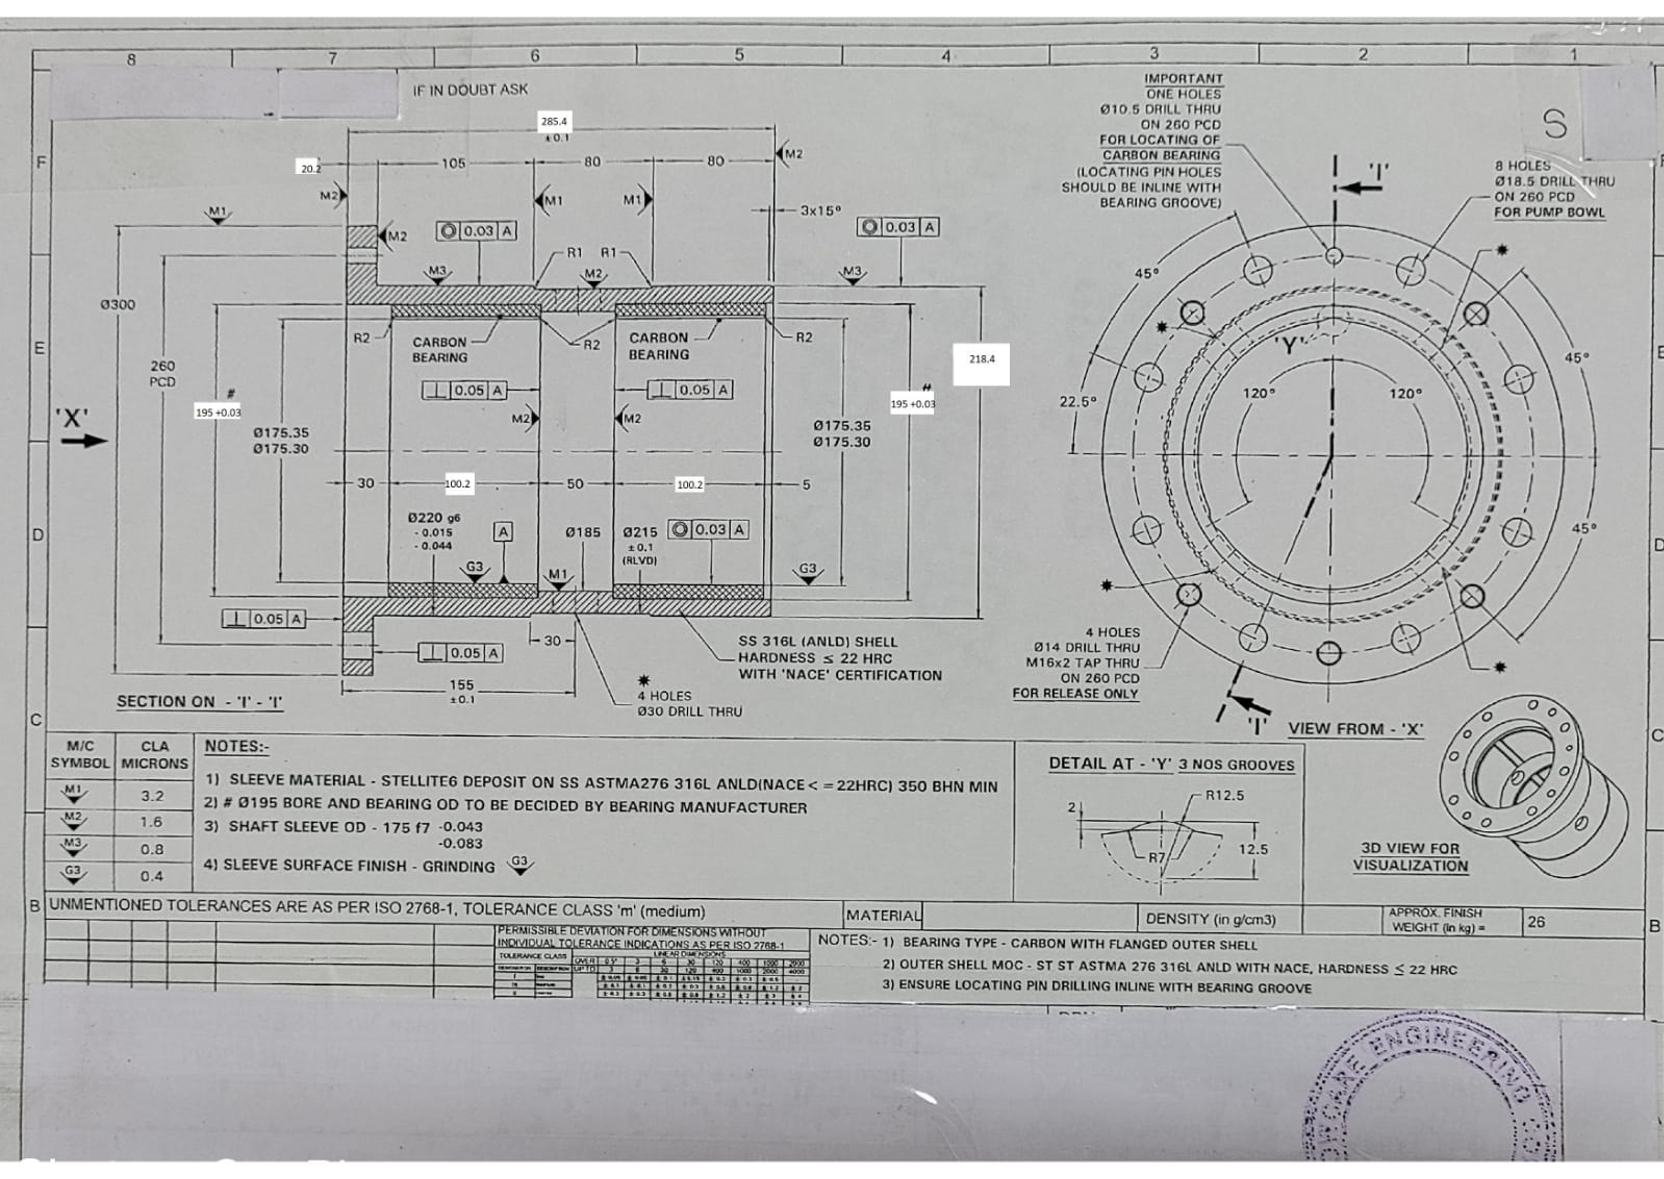 8 7 6 5 4 3 2 1
IF IN DOUBT ASK
S
F
E
D
C
B
285.4
±0.1
20.2
105
80
80
M2
M2
M1
M1
3x15°
M1
M2
0.03 A
0.03 A
M3
R1 R1
M2
M3
Ø300
260
PCD
R2
CARBON
BEARING
R2
CARBON
BEARING
R2
218.4
0.05 A
0.05 A
#
195 +0.03
#
195 +0.03
M2
M2
'X'
Ø175.35
Ø175.30
Ø175.35
Ø175.30
30
100.2
50
100.2
5
Ø220 g6
- 0.015
- 0.044
A
Ø185
Ø215
±0.1
(RLVD)
0.03 A
G3
M1
G3
0.05 A
0.05 A
30
155
±0.1
SS 316L (ANLD) SHELL
HARDNESS ≤ 22 HRC
WITH 'NACE' CERTIFICATION
4 HOLES
Ø30 DRILL THRU
SECTION ON - 'I' - 'I'
IMPORTANT
ONE HOLES
Ø10.5 DRILL THRU
ON 260 PCD
FOR LOCATING OF
CARBON BEARING
(LOCATING PIN HOLES
SHOULD BE INLINE WITH
BEARING GROOVE)
'I'
8 HOLES
Ø18.5 DRILL THRU
ON 260 PCD
FOR PUMP BOWL
45°
45°
22.5°
'Y'
120°
120°
45°
4 HOLES
Ø14 DRILL THRU
M16x2 TAP THRU
ON 260 PCD
FOR RELEASE ONLY
'I'
VIEW FROM - 'X'
M/C
SYMBOL
CLA
MICRONS
M1 3.2
M2 1.6
M3 0.8
G3 0.4
NOTES:-
1) SLEEVE MATERIAL - STELLITE6 DEPOSIT ON SS ASTMA276 316L ANLD(NACE< =22HRC) 350 BHN MIN
2) # Ø195 BORE AND BEARING OD TO BE DECIDED BY BEARING MANUFACTURER
3) SHAFT SLEEVE OD - 175 f7 -0.043
-0.083
4) SLEEVE SURFACE FINISH - GRINDING G3
DETAIL AT - 'Y' 3 NOS GROOVES
R12.5
2
R7
12.5
3D VIEW FOR
VISUALIZATION
UNMENTIONED TOLERANCES ARE AS PER ISO 2768-1, TOLERANCE CLASS 'm' (medium)
MATERIAL
DENSITY (in g/cm3)
APPROX. FINISH
WEIGHT (in kg) =
26
PERMISSIBLE DEVIATION FOR DIMENSIONS WITHOUT
INDIVIDUAL TOLERANCE INDICATIONS AS PER ISO 2768-1
TOLERANCE CLASS
LINEAR DIMENSIONS
NOTES:- 1) BEARING TYPE - CARBON WITH FLANGED OUTER SHELL
2) OUTER SHELL MOC - ST ST ASTMA 276 316L ANLD WITH NACE, HARDNESS ≤ 22 HRC
3) ENSURE LOCATING PIN DRILLING INLINE WITH BEARING GROOVE
ENGINEERING